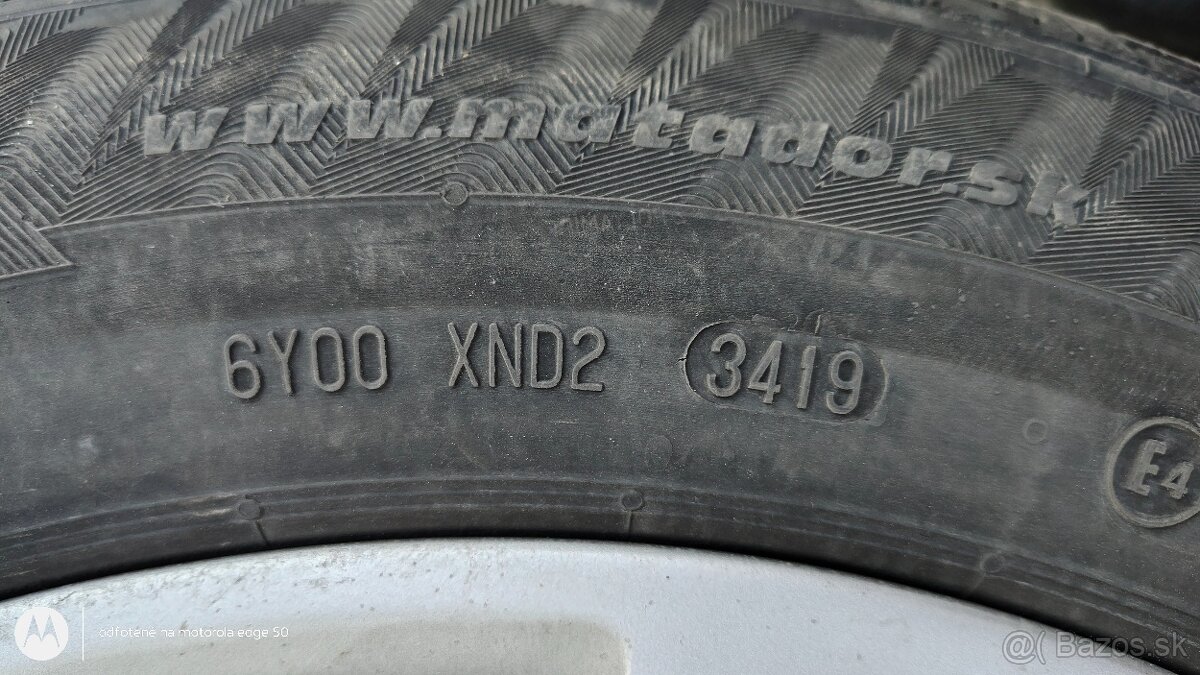 www.matador.sk
6Y00 XND2 3419
E4
odfotené na motorola edge 50
@( Bazos.sk